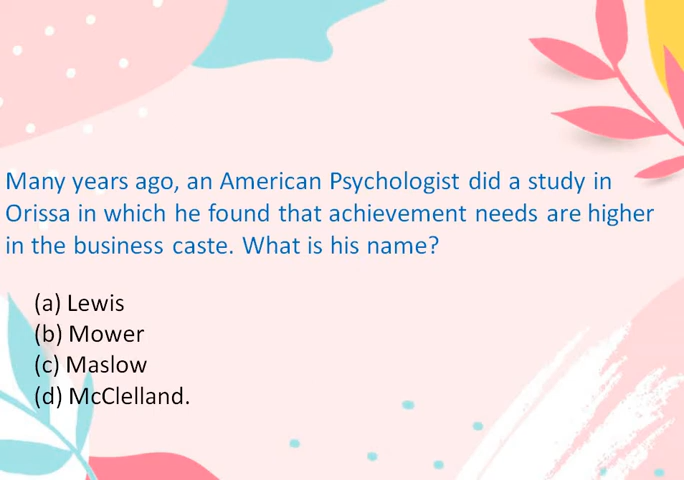 Many years ago, an American Psychologist did a study in
Orissa in which he found that achievement needs are higher
in the business caste. What is his name?
(a) Lewis
(b) Mower
(c) Maslow
(d) McClelland.